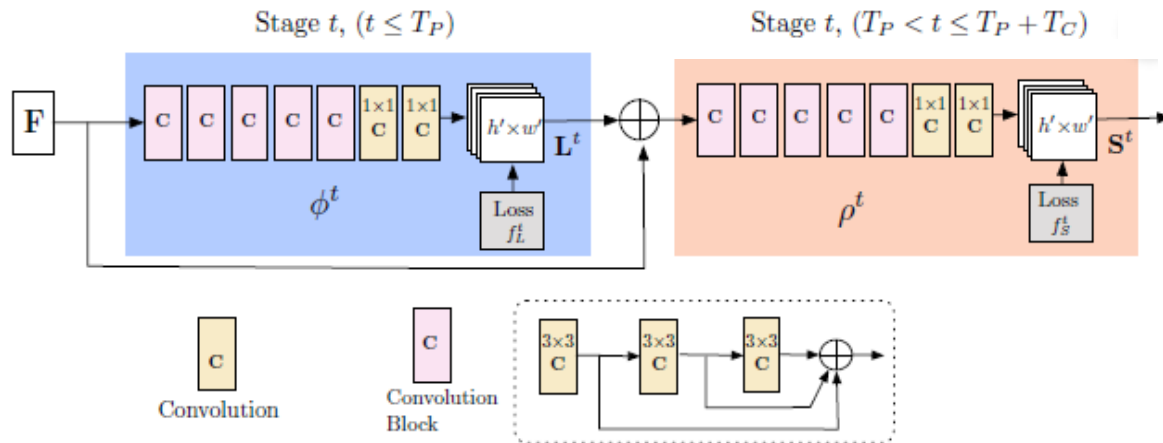 Stage t, (t ≤ T_P)
Stage t, (T_P < t ≤ T_P + T_C)
F
C C C C C 1×1 C 1×1 C
h′×w′
L^t
Loss
f_L^t
ϕ^t
C C C C C 1×1 C 1×1 C
h′×w′
S^t
Loss
f_S^t
ρ^t
C
Convolution
C
Convolution
Block
3×3 3×3 3×3
C C C